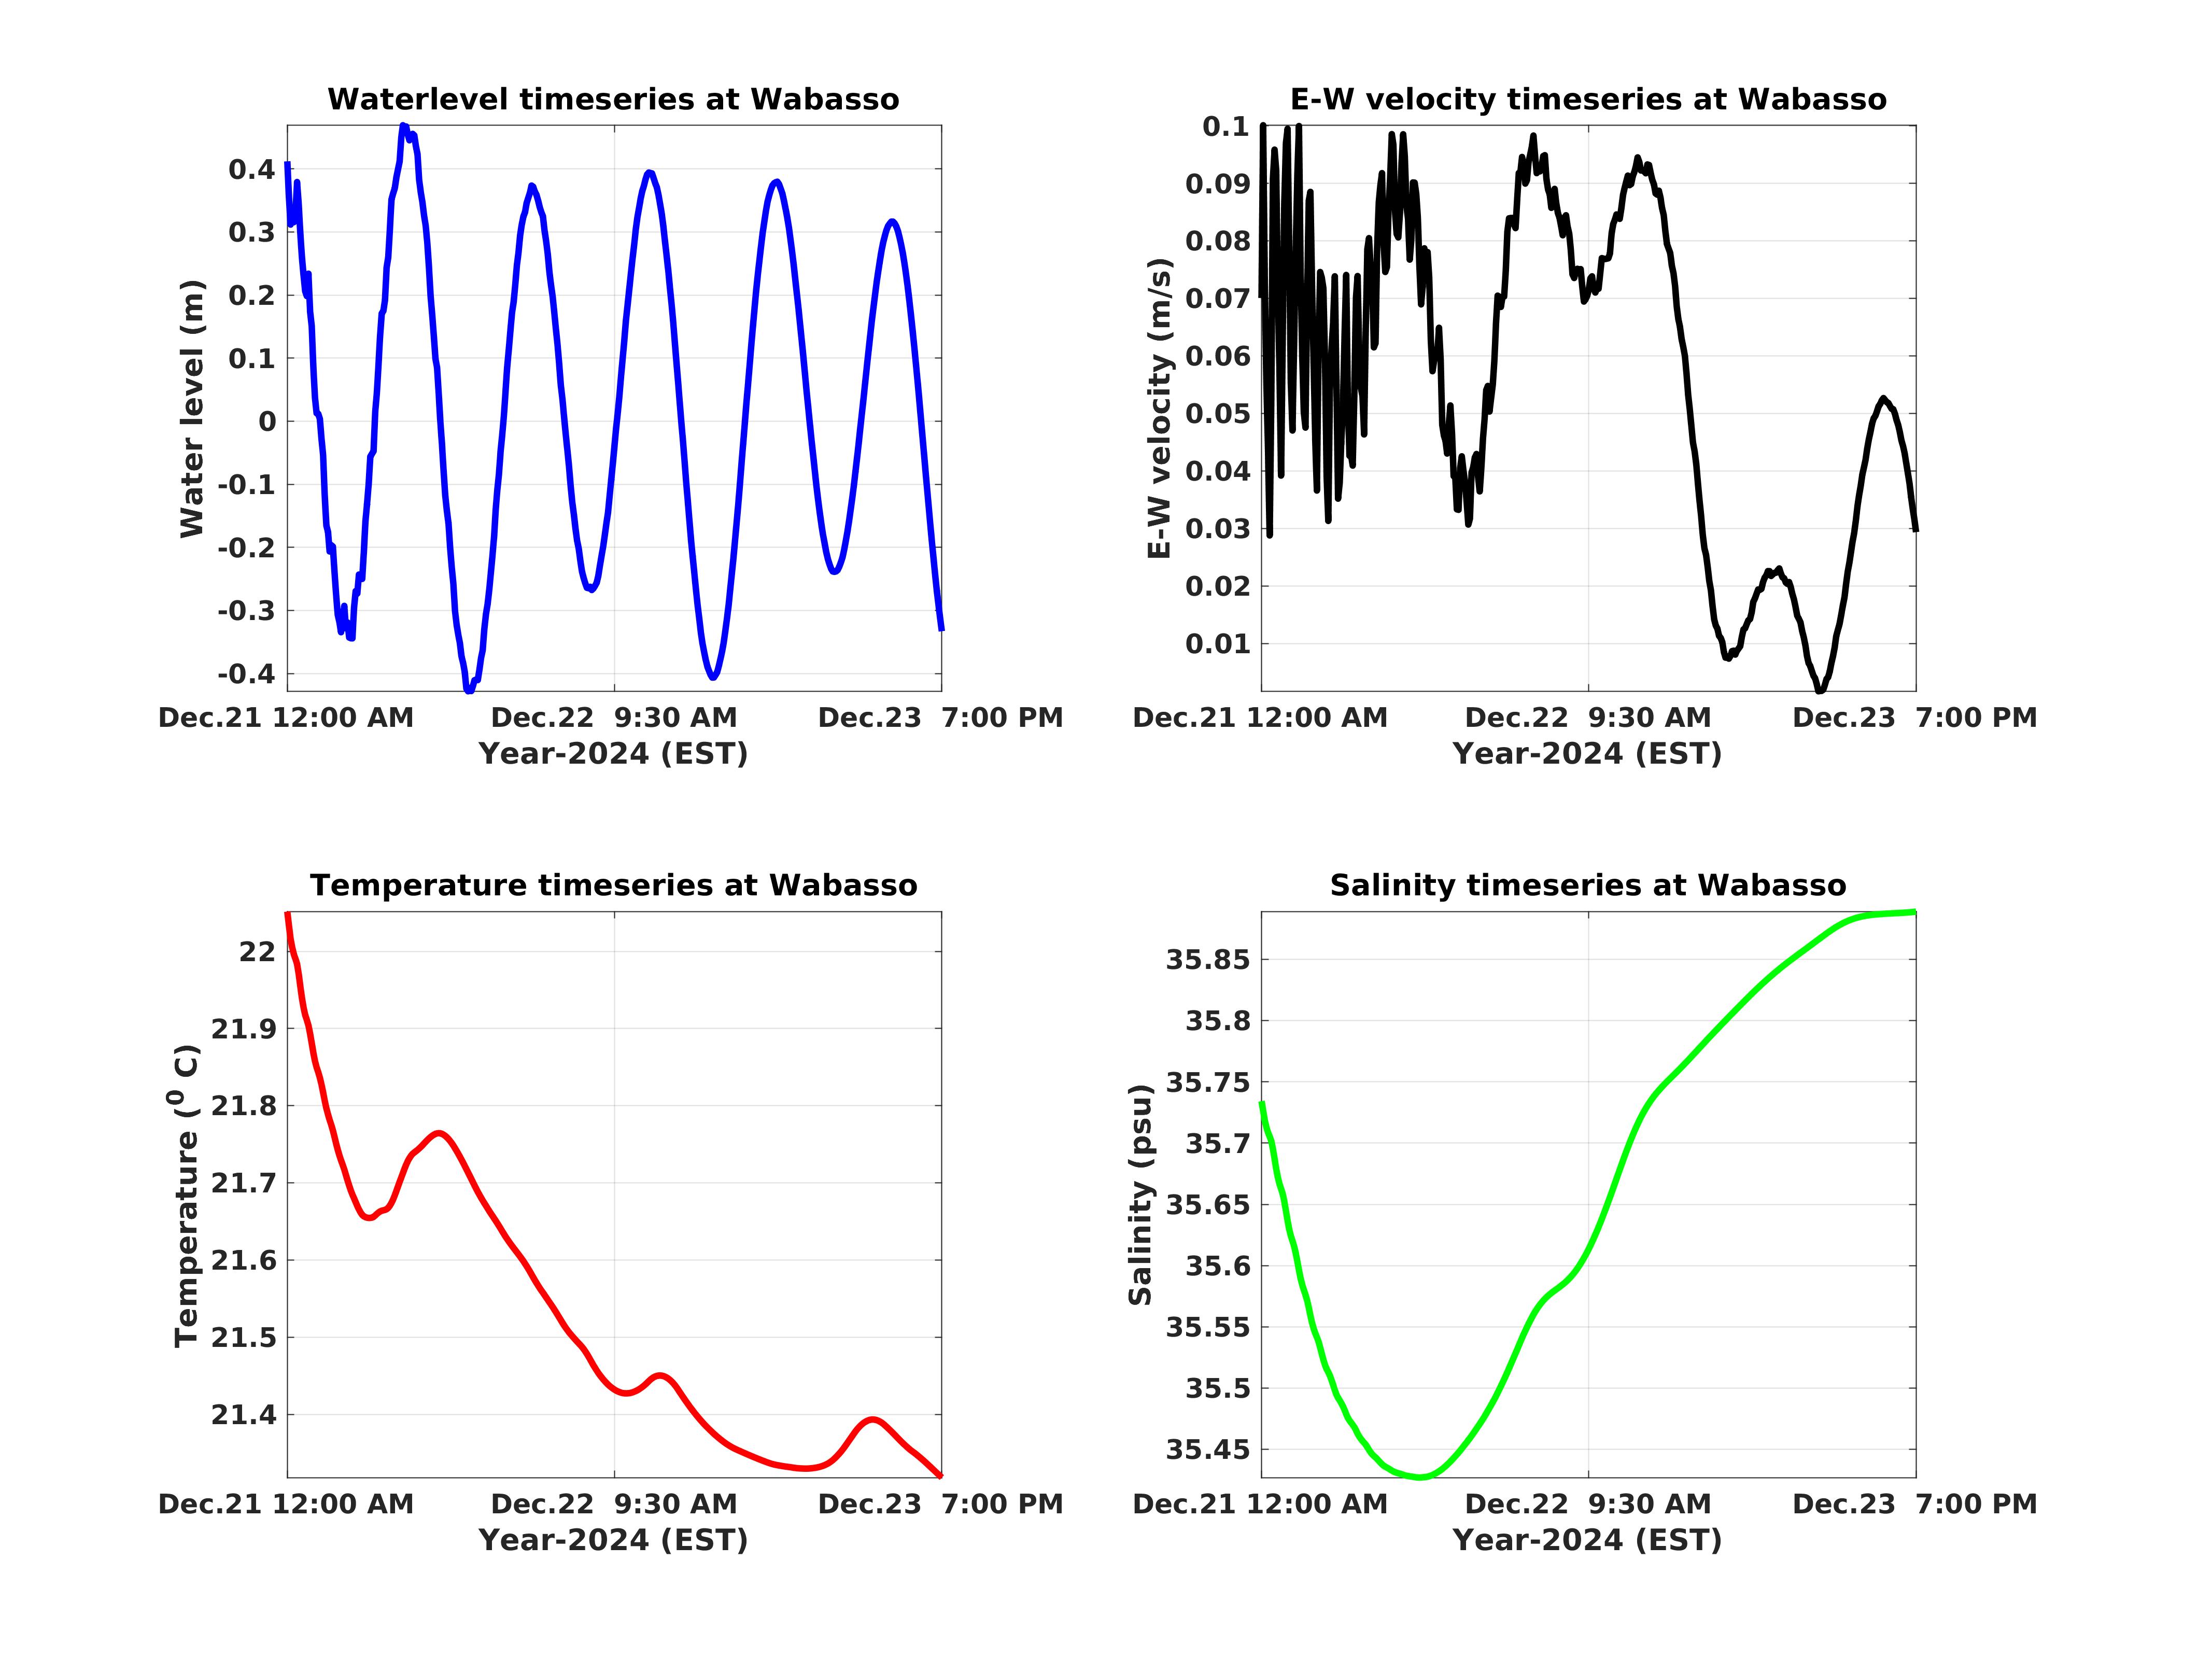 Waterlevel timeseries at Wabasso
Water level (m)
0.4
0.3
0.2
0.1
0
-0.1
-0.2
-0.3
-0.4
Dec.21 12:00 AM
Dec.22 9:30 AM
Dec.23 7:00 PM
Year-2024 (EST)
E-W velocity timeseries at Wabasso
E-W velocity (m/s)
0.1
0.09
0.08
0.07
0.06
0.05
0.04
0.03
0.02
0.01
Dec.21 12:00 AM
Dec.22 9:30 AM
Dec.23 7:00 PM
Year-2024 (EST)
Temperature timeseries at Wabasso
Temperature (⁰ C)
22
21.9
21.8
21.7
21.6
21.5
21.4
Dec.21 12:00 AM
Dec.22 9:30 AM
Dec.23 7:00 PM
Year-2024 (EST)
Salinity timeseries at Wabasso
Salinity (psu)
35.85
35.8
35.75
35.7
35.65
35.6
35.55
35.5
35.45
Dec.21 12:00 AM
Dec.22 9:30 AM
Dec.23 7:00 PM
Year-2024 (EST)